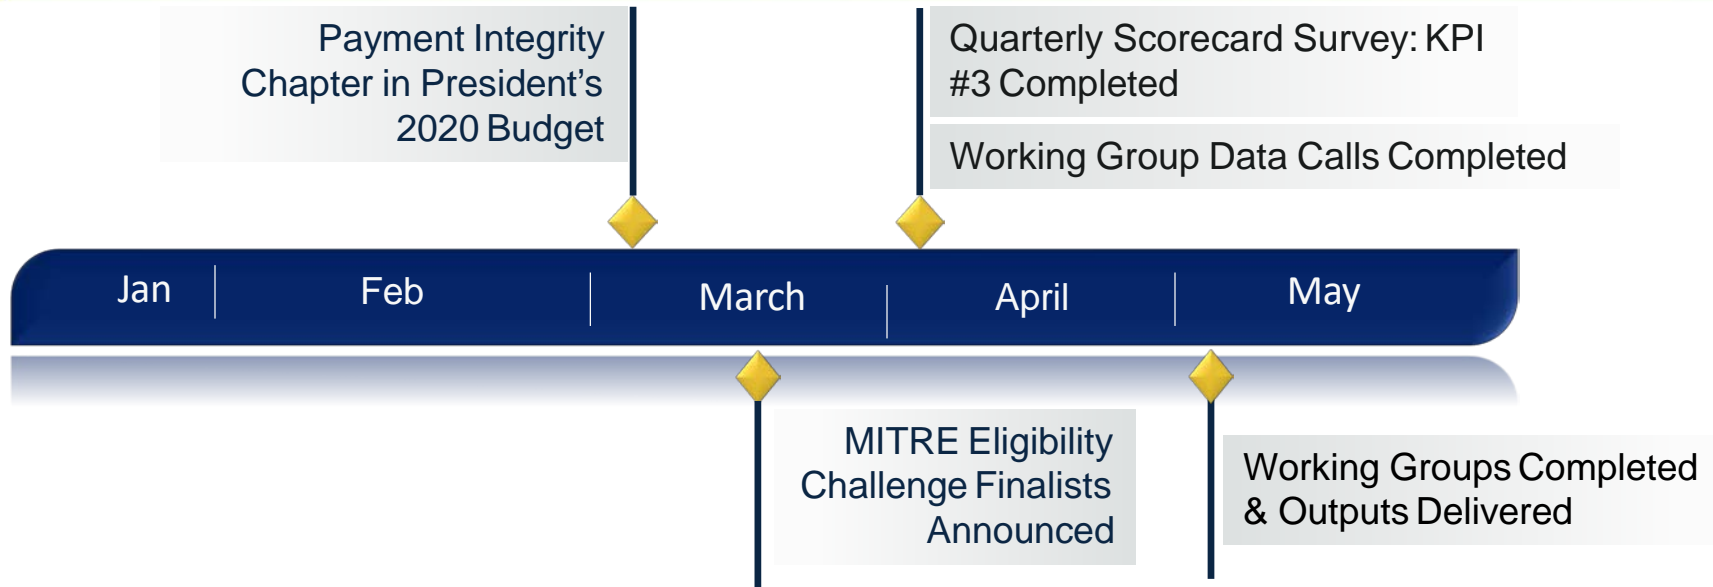 Payment Integrity
Chapter in President’s
2020 Budget
Quarterly Scorecard Survey: KPI
#3 Completed
Working Group Data Calls Completed
Jan
Feb
March
April
May
MITRE Eligibility
Challenge Finalists
Announced
Working Groups Completed
& Outputs Delivered